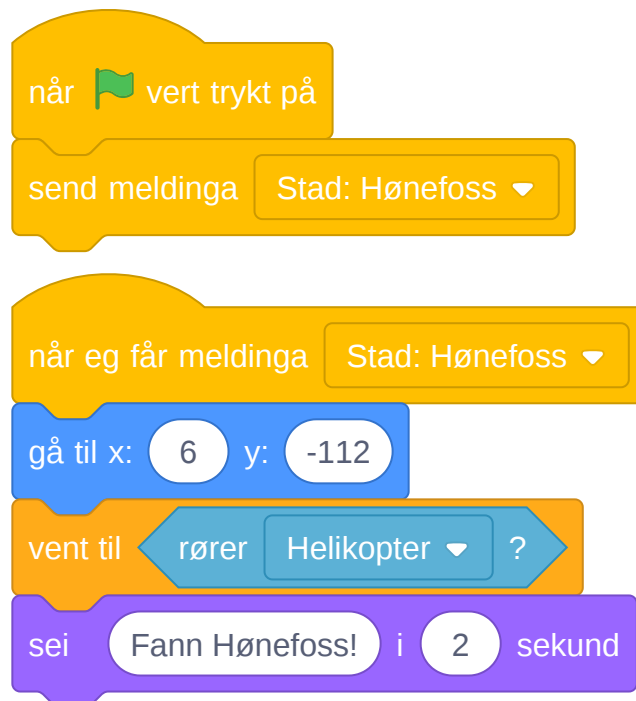 når vert trykt på
send meldinga Stad: Hønefoss
når eg får meldinga Stad: Hønefoss
gå til x: 6 y: -112
vent til rører Helikopter ?
sei Fann Hønefoss! i 2 sekund